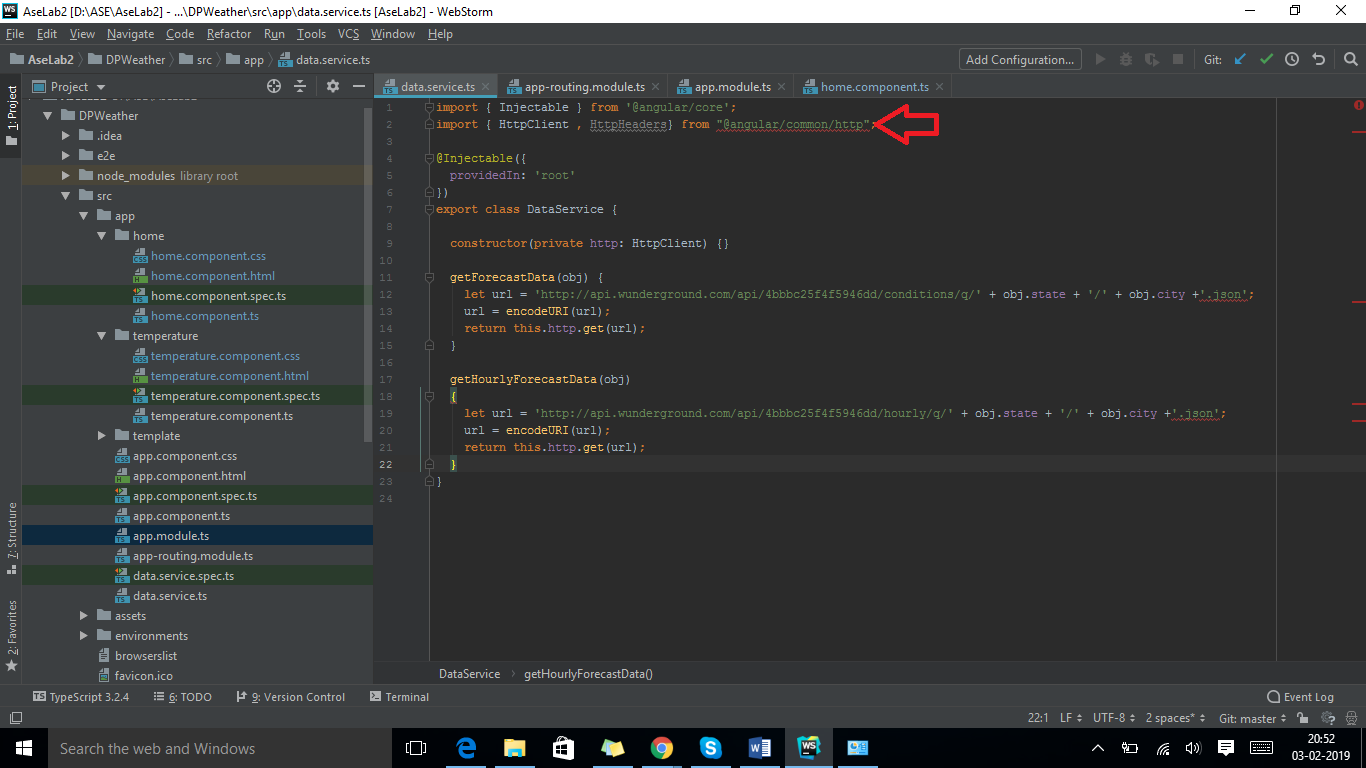 AseLab2 [D:\ASE\AseLab2] - ...\DPWeather\src\app\data.service.ts [AseLab2] - WebStorm
File Edit View Navigate Code Refactor Run Tools VCS Window Help
AseLab2 DPWeather src app data.service.ts
Add Configuration...
Git:
1: Project
7: Structure
2: Favorites
Project
DPWeather
.idea
e2e
node_modules library root
src
app
home
home.component.css
home.component.html
home.component.spec.ts
home.component.ts
temperature
temperature.component.css
temperature.component.html
temperature.component.spec.ts
temperature.component.ts
template
app.component.css
app.component.html
app.component.spec.ts
app.component.ts
app.module.ts
app-routing.module.ts
data.service.spec.ts
data.service.ts
assets
environments
browserslist
favicon.ico
data.service.ts app-routing.module.ts app.module.ts home.component.ts
1 import { Injectable } from '@angular/core';
2 import { HttpClient , HttpHeaders} from "@angular/common/http";
3
4 @Injectable({
5 providedIn: 'root'
6 })
7 export class DataService {
8
9 constructor(private http: HttpClient) {}
10
11 getForecastData(obj) {
12 let url = 'http://api.wunderground.com/api/4bbbc25f4f5946dd/conditions/q/' + obj.state + '/' + obj.city +'.json';
13 url = encodeURI(url);
14 return this.http.get(url);
15 }
16
17 getHourlyForecastData(obj)
18 {
19 let url = 'http://api.wunderground.com/api/4bbbc25f4f5946dd/hourly/q/' + obj.state + '/' + obj.city +'.json';
20 url = encodeURI(url);
21 return this.http.get(url);
22 }
23 }
24
DataService getHourlyForecastData()
TypeScript 3.2.4 6: TODO 9: Version Control Terminal Event Log
22:1 LF UTF-8 2 spaces* Git: master
Search the web and Windows
20:52
03-02-2019